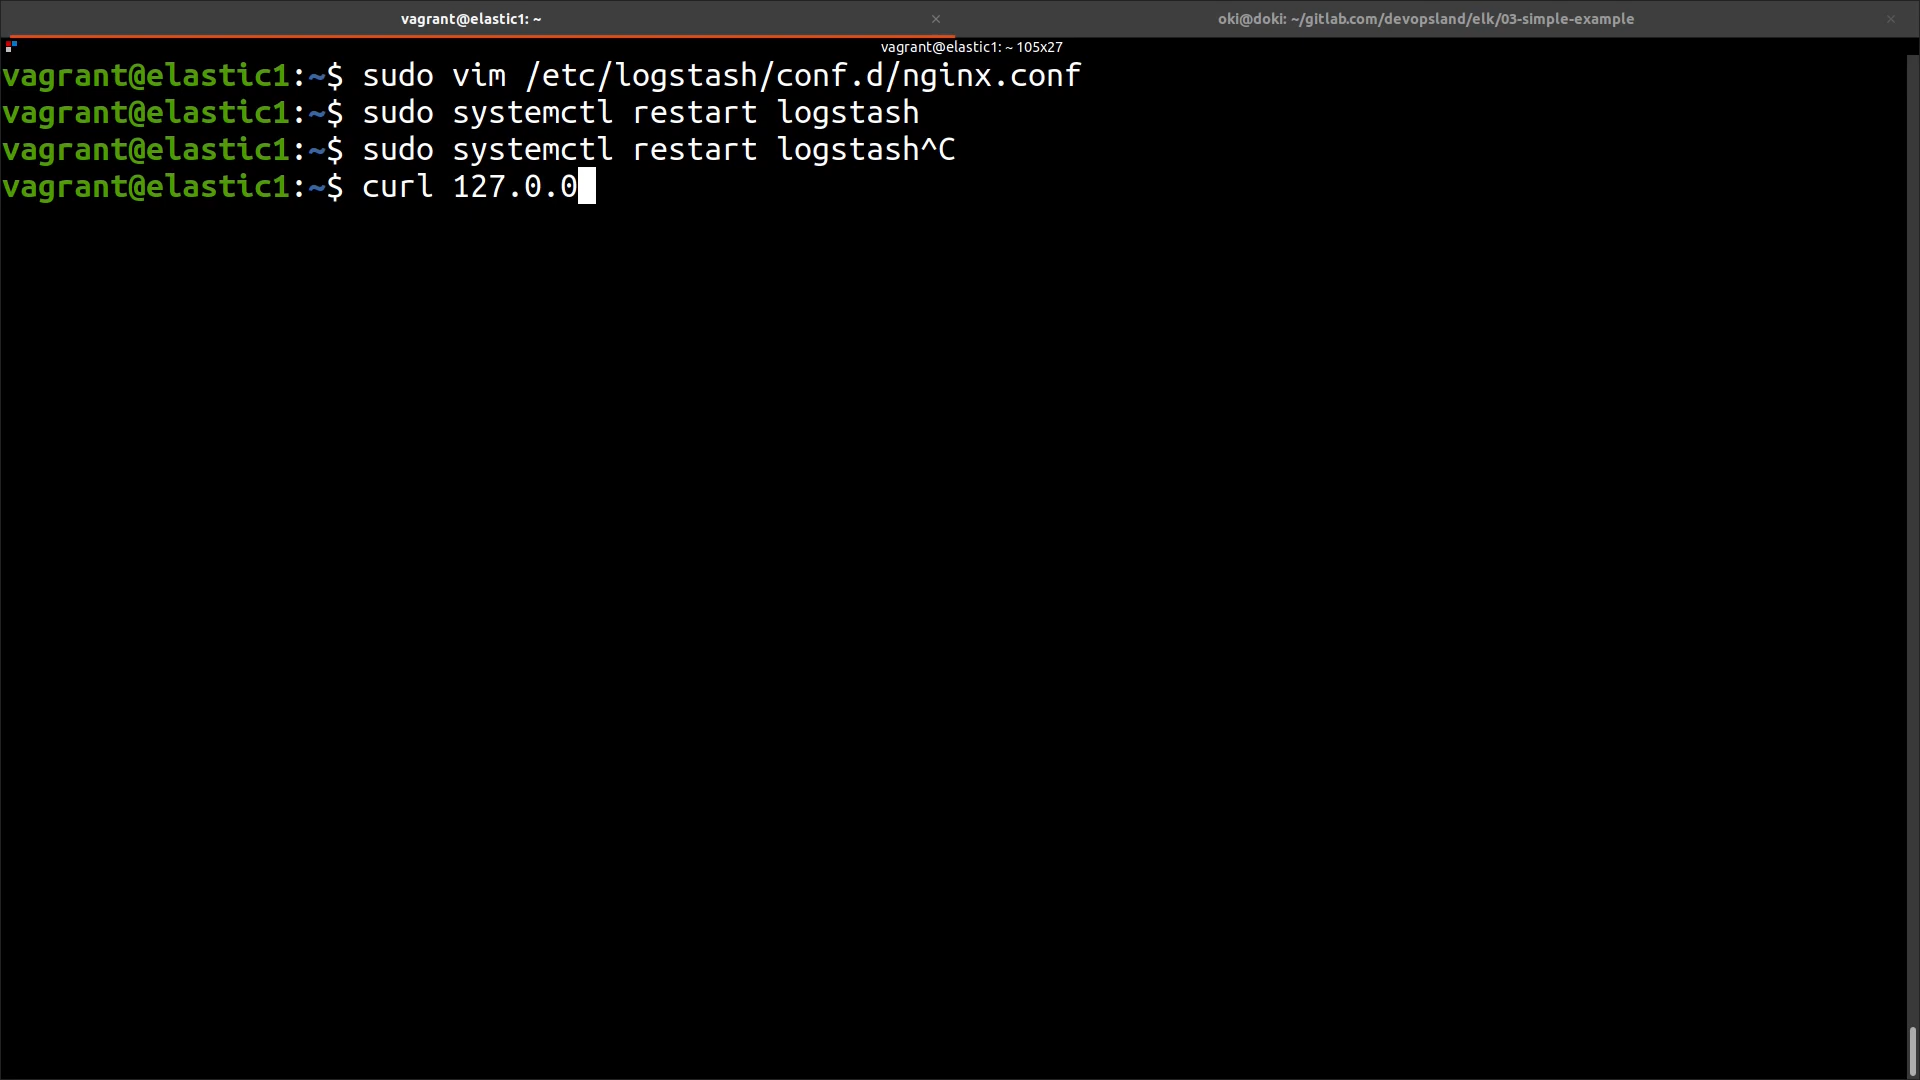 vagrant@elastic1: ~ × oki@doki: ~/gitlab.com/devopsland/elk/03-simple-example ×
vagrant@elastic1: ~ 105x27
vagrant@elastic1:~$ sudo vim /etc/logstash/conf.d/nginx.conf
vagrant@elastic1:~$ sudo systemctl restart logstash
vagrant@elastic1:~$ sudo systemctl restart logstash^C
vagrant@elastic1:~$ curl 127.0.0